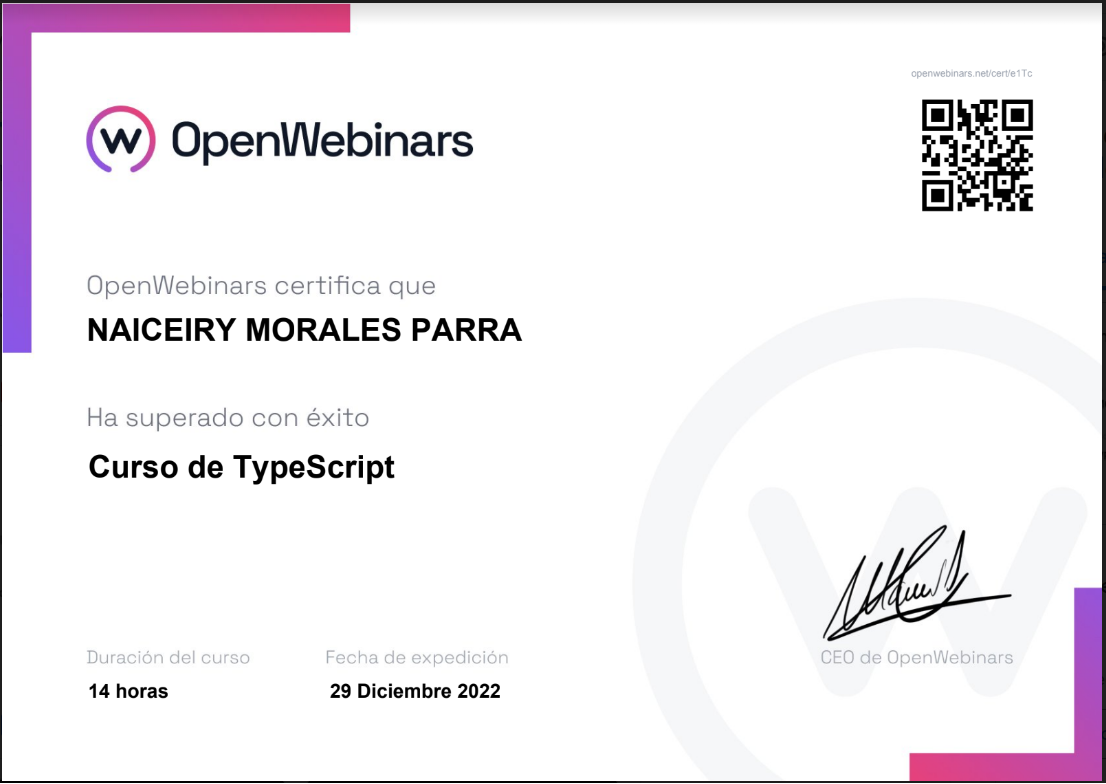 openwebinars.net/cert/e1Tc
OpenWebinars
OpenWebinars certifica que
NAICEIRY MORALES PARRA
Ha superado con éxito
Curso de TypeScript
CEO de OpenWebinars
Duración del curso
14 horas
Fecha de expedición
29 Diciembre 2022